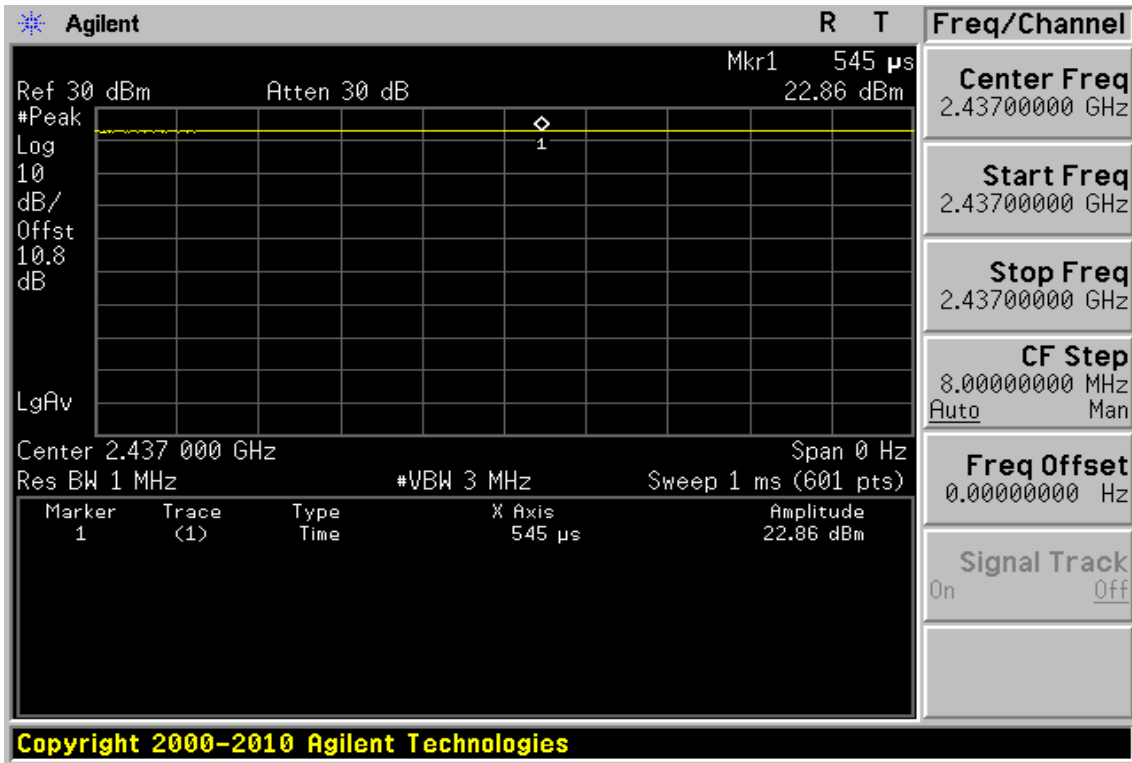 Agilent R T
Mkr1 545 µs
Ref 30 dBm Atten 30 dB 22.86 dBm
#Peak
Log
10
dB/
Offst
10.8
dB
LgAv
1
Center 2.437 000 GHz Span 0 Hz
Res BW 1 MHz #VBW 3 MHz Sweep 1 ms (601 pts)
Marker Trace Type X Axis Amplitude
1 (1) Time 545 µs 22.86 dBm
Freq/Channel
Center Freq
2.43700000 GHz
Start Freq
2.43700000 GHz
Stop Freq
2.43700000 GHz
CF Step
8.00000000 MHz
Auto Man
Freq Offset
0.00000000 Hz
Signal Track
On Off
Copyright 2000-2010 Agilent Technologies